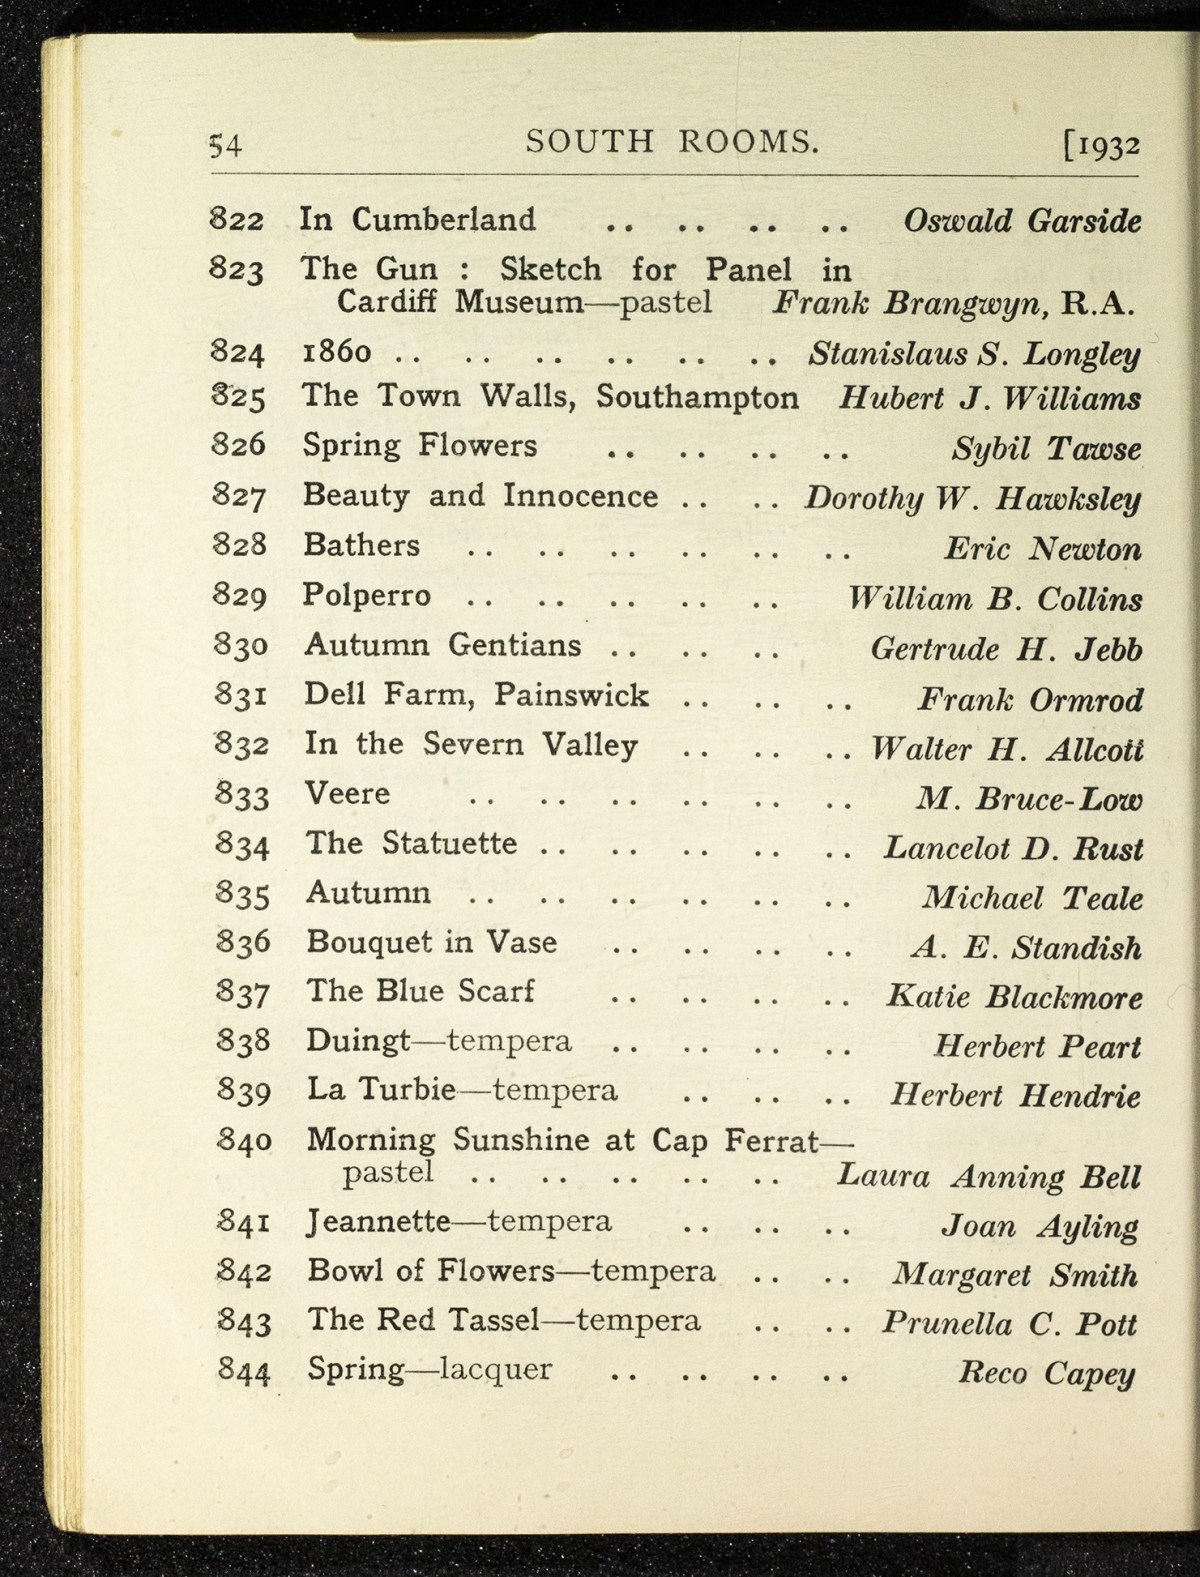 54 SOUTH ROOMS. [1932
822 In Cumberland .. .. .. .. Oswald Garside
823 The Gun : Sketch for Panel in
Cardiff Museum—pastel Frank Brangwyn, R.A.
824 1860 .. .. .. .. .. .. Stanislaus S. Longley
825 The Town Walls, Southampton Hubert J. Williams
826 Spring Flowers .. .. .. .. Sybil Tawse
827 Beauty and Innocence .. .. Dorothy W. Hawksley
828 Bathers .. .. .. .. .. .. Eric Newton
829 Polperro .. .. .. .. .. William B. Collins
830 Autumn Gentians .. .. .. Gertrude H. Jebb
831 Dell Farm, Painswick .. .. .. Frank Ormrod
832 In the Severn Valley .. .. .. Walter H. Allcott
833 Veere .. .. .. .. .. .. M. Bruce-Low
834 The Statuette .. .. .. .. .. Lancelot D. Rust
835 Autumn .. .. .. .. .. .. Michael Teale
836 Bouquet in Vase .. .. .. .. A. E. Standish
837 The Blue Scarf .. .. .. .. Katie Blackmore
838 Duingt—tempera .. .. .. .. Herbert Peart
839 La Turbie—tempera .. .. .. Herbert Hendrie
840 Morning Sunshine at Cap Ferrat—
pastel .. .. .. .. .. Laura Anning Bell
841 Jeannette—tempera .. .. .. Joan Ayling
842 Bowl of Flowers—tempera .. .. Margaret Smith
843 The Red Tassel—tempera .. .. Prunella C. Pott
844 Spring—lacquer .. .. .. .. Reco Capey